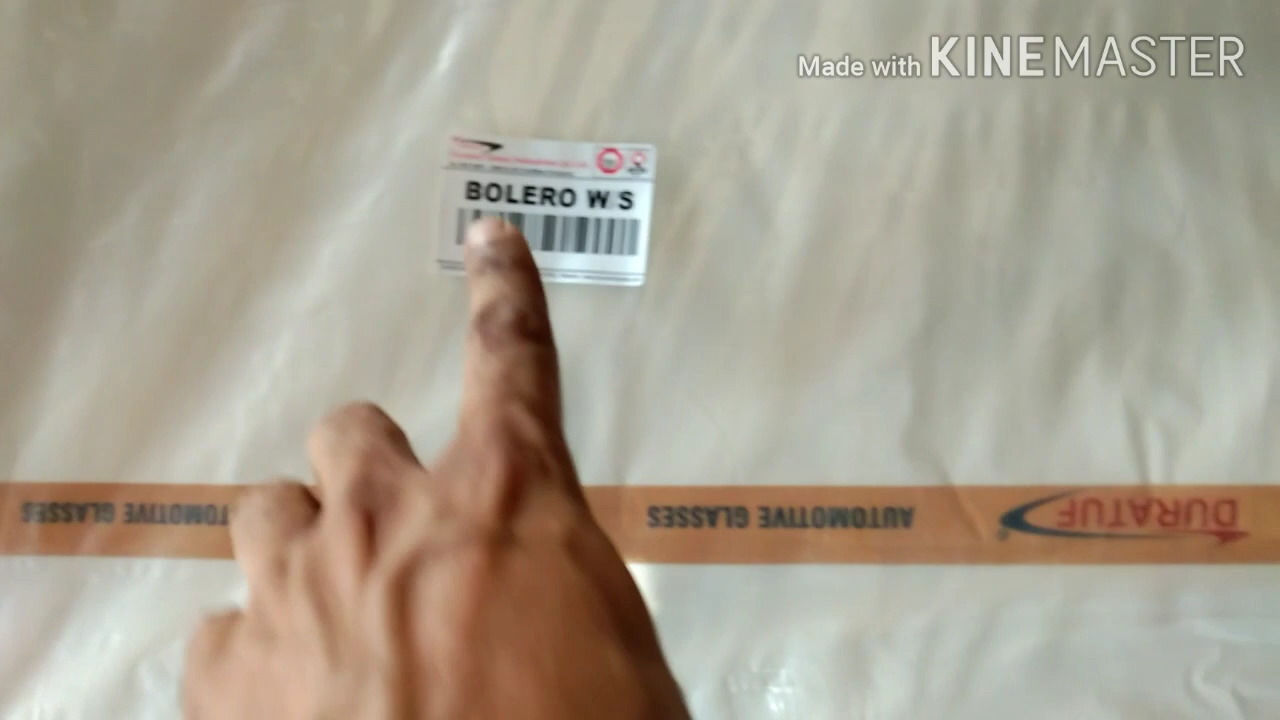 Made with KINEMASTER
BOLERO W/S
AUTOMOTIVE GLASSES
AUTOMOTIVE GLASSES
DURATUF